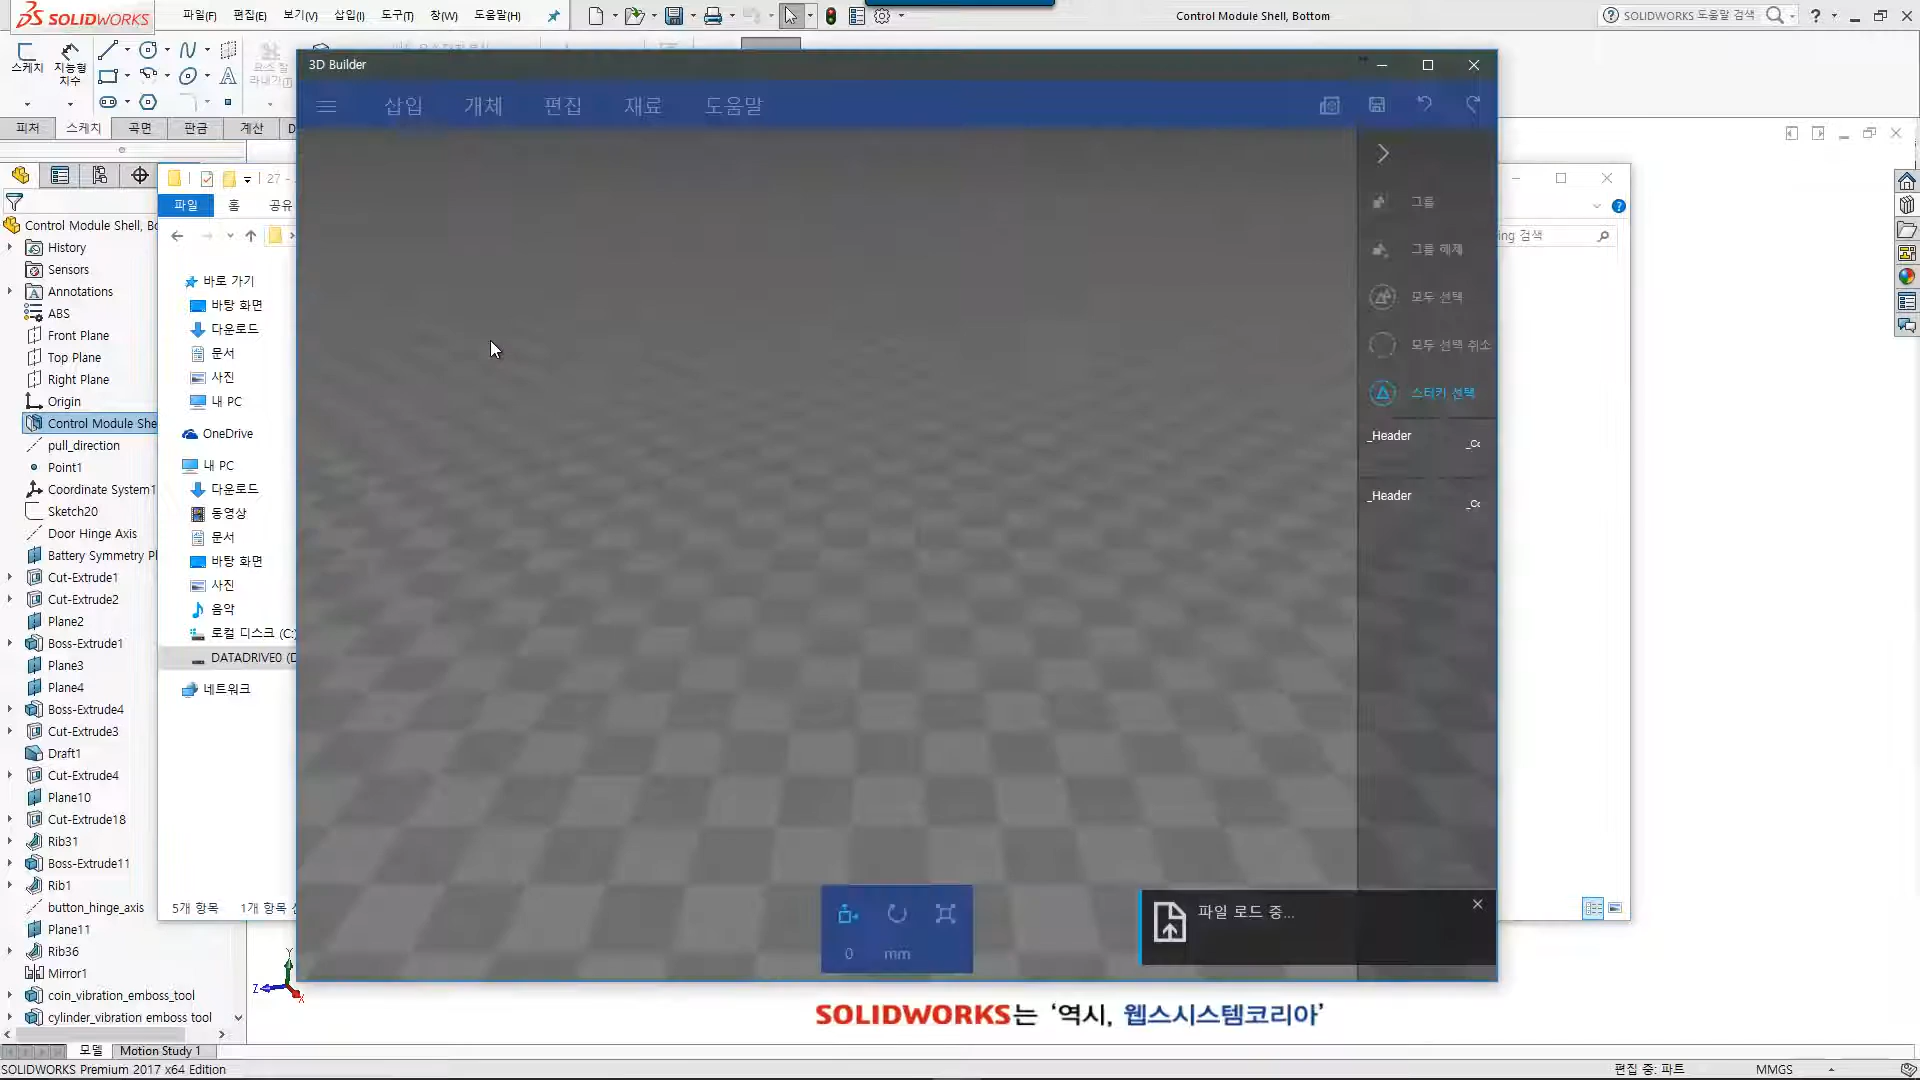 SOLIDWORKS
파일(F)
편집(E)
보기(V)
삽입(I)
도구(T)
창(W)
도움말(H)
Control Module Shell, Bottom
SOLIDWORKS 도움말 검색
스케치
지능형
치수
피처
스케치
곡면
판금
계산
Control Module Shell, Bo
History
Sensors
Annotations
ABS
Front Plane
Top Plane
Right Plane
Origin
Control Module She
pull_direction
Point1
Coordinate System1
Sketch20
Door Hinge Axis
Battery Symmetry Pl
Cut-Extrude1
Cut-Extrude2
Plane2
Boss-Extrude1
Plane3
Plane4
Boss-Extrude4
Cut-Extrude3
Draft1
Cut-Extrude4
Plane10
Cut-Extrude18
Rib31
Boss-Extrude11
Rib1
button_hinge_axis
Plane11
Rib36
Mirror1
coin_vibration_emboss_tool
cylinder_vibration emboss tool
27 -
파일
홈
공유
ing 검색
바로 가기
바탕 화면
다운로드
문서
사진
내 PC
OneDrive
내 PC
다운로드
동영상
문서
바탕 화면
사진
음악
로컬 디스크 (C:)
DATADRIVE0 (D
네트워크
5개 항목
1개 항목
3D Builder
삽입
개체
편집
재료
도움말
그룹
그룹 해제
모두 선택
모두 선택 취소
스티키 선택
_Header
_Header
0 mm
파일 로드 중...
Z
Y
X
SOLIDWORKS는 ‘역시, 웹스시스템코리아’
모델
Motion Study 1
SOLIDWORKS Premium 2017 x64 Edition
편집 중: 파트
MMGS